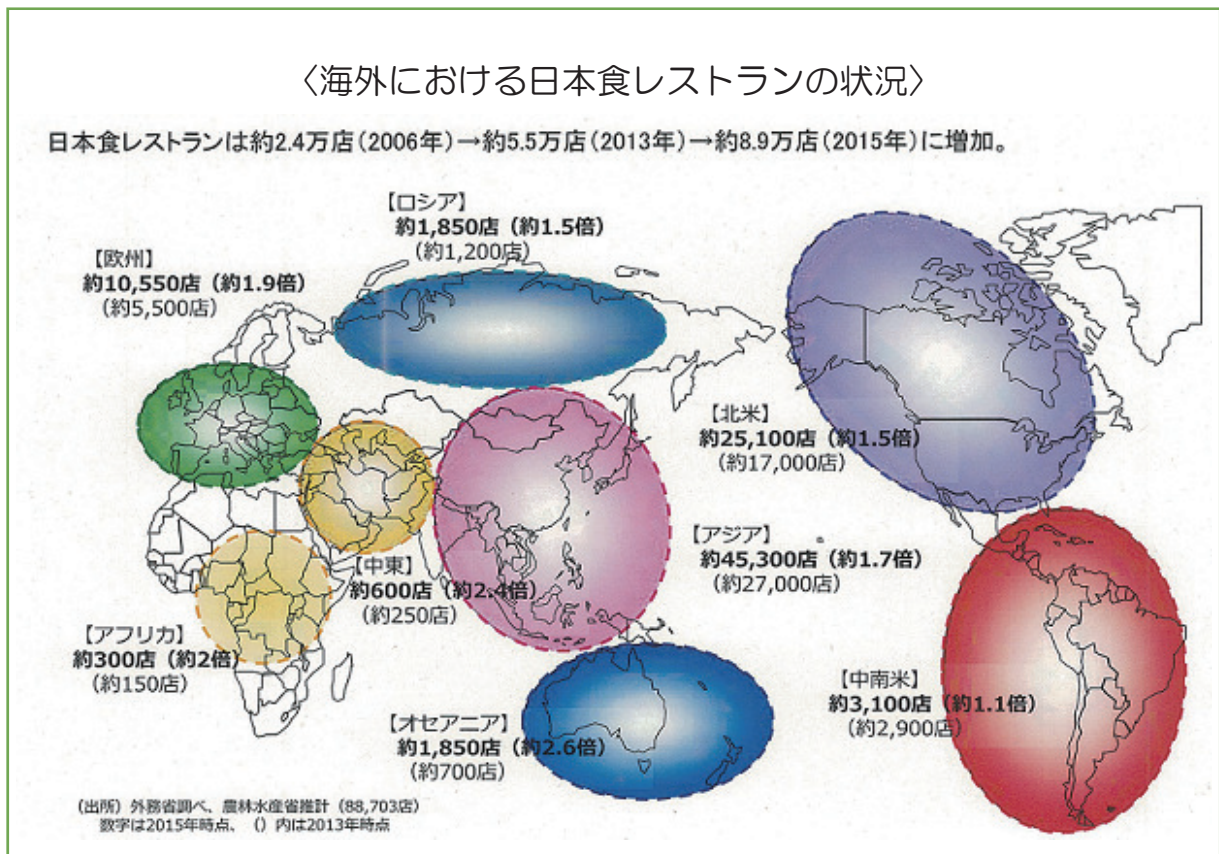 〈海外における日本食レストランの状況〉
日本食レストランは約2.4万店(2006年)→約5.5万店(2013年)→約8.9万店(2015年)に増加。
【ロシア】
約1,850店(約1.5倍)
(約1,200店)
【欧州】
約10,550店(約1.9倍)
(約5,500店)
【北米】
約25,100店(約1.5倍)
(約17,000店)
【アジア】
約45,300店(約1.7倍)
(約27,000店)
【中東】
約600店(約2.4倍)
(約250店)
【アフリカ】
約300店(約2倍)
(約150店)
【オセアニア】
約1,850店(約2.6倍)
(約700店)
【中南米】
約3,100店(約1.1倍)
(約2,900店)
(出所)外務省調べ、農林水産省推計(88,703店)
数字は2015年時点、()内は2013年時点